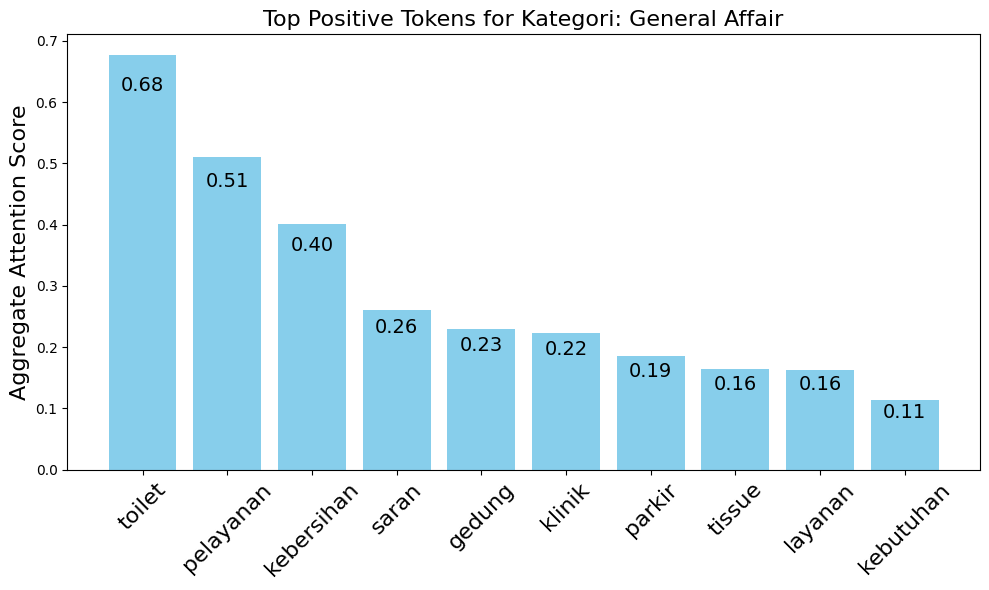 Top Positive Tokens for Kategori: General Affair
Aggregate Attention Score
0.7
0.6
0.5
0.4
0.3
0.2
0.1
0.0
0.68
0.51
0.40
0.26
0.23
0.22
0.19
0.16
0.16
0.11
toilet
pelayanan
kebersihan
saran
gedung
klinik
parkir
tissue
layanan
kebutuhan